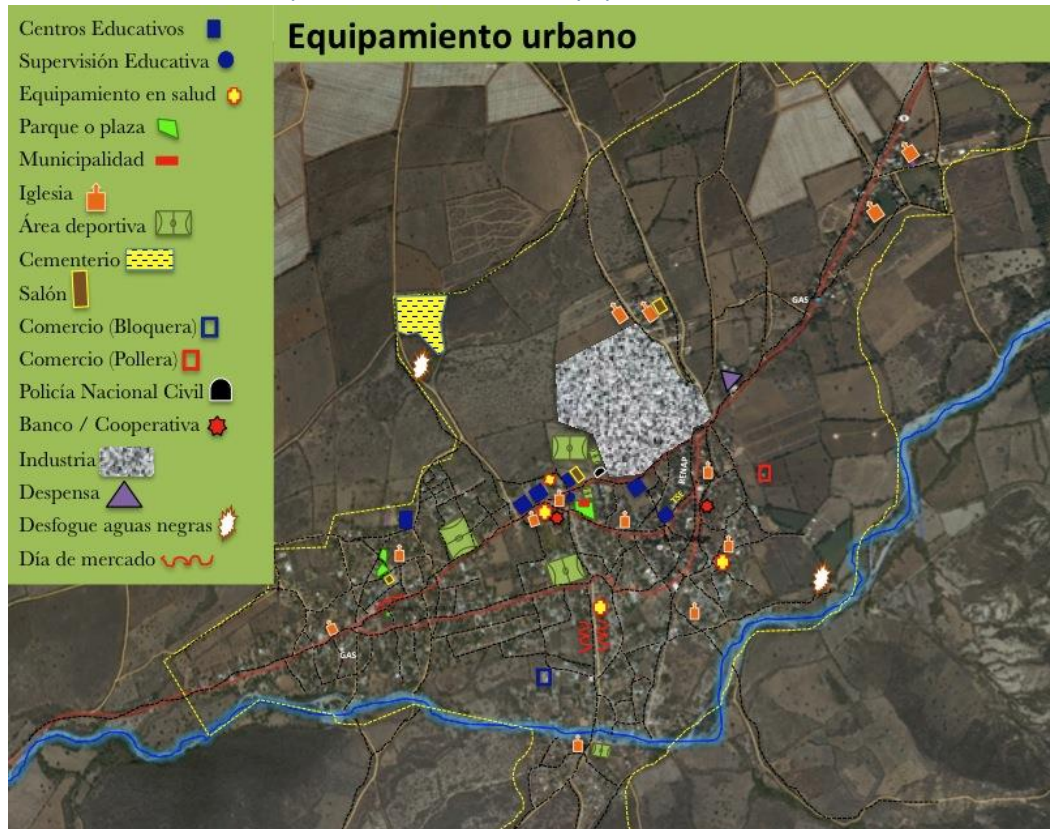 Equipamiento urbano
Centros Educativos
Supervisión Educativa
Equipamiento en salud
Parque o plaza
Municipalidad
Iglesia
Área deportiva
Cementerio
Salón
Comercio (Bloquera)
Comercio (Pollera)
Policía Nacional Civil
Banco / Cooperativa
Industria
Despensa
Desfogue aguas negras
Día de mercado
GAS
RENAP
TSE
GAS